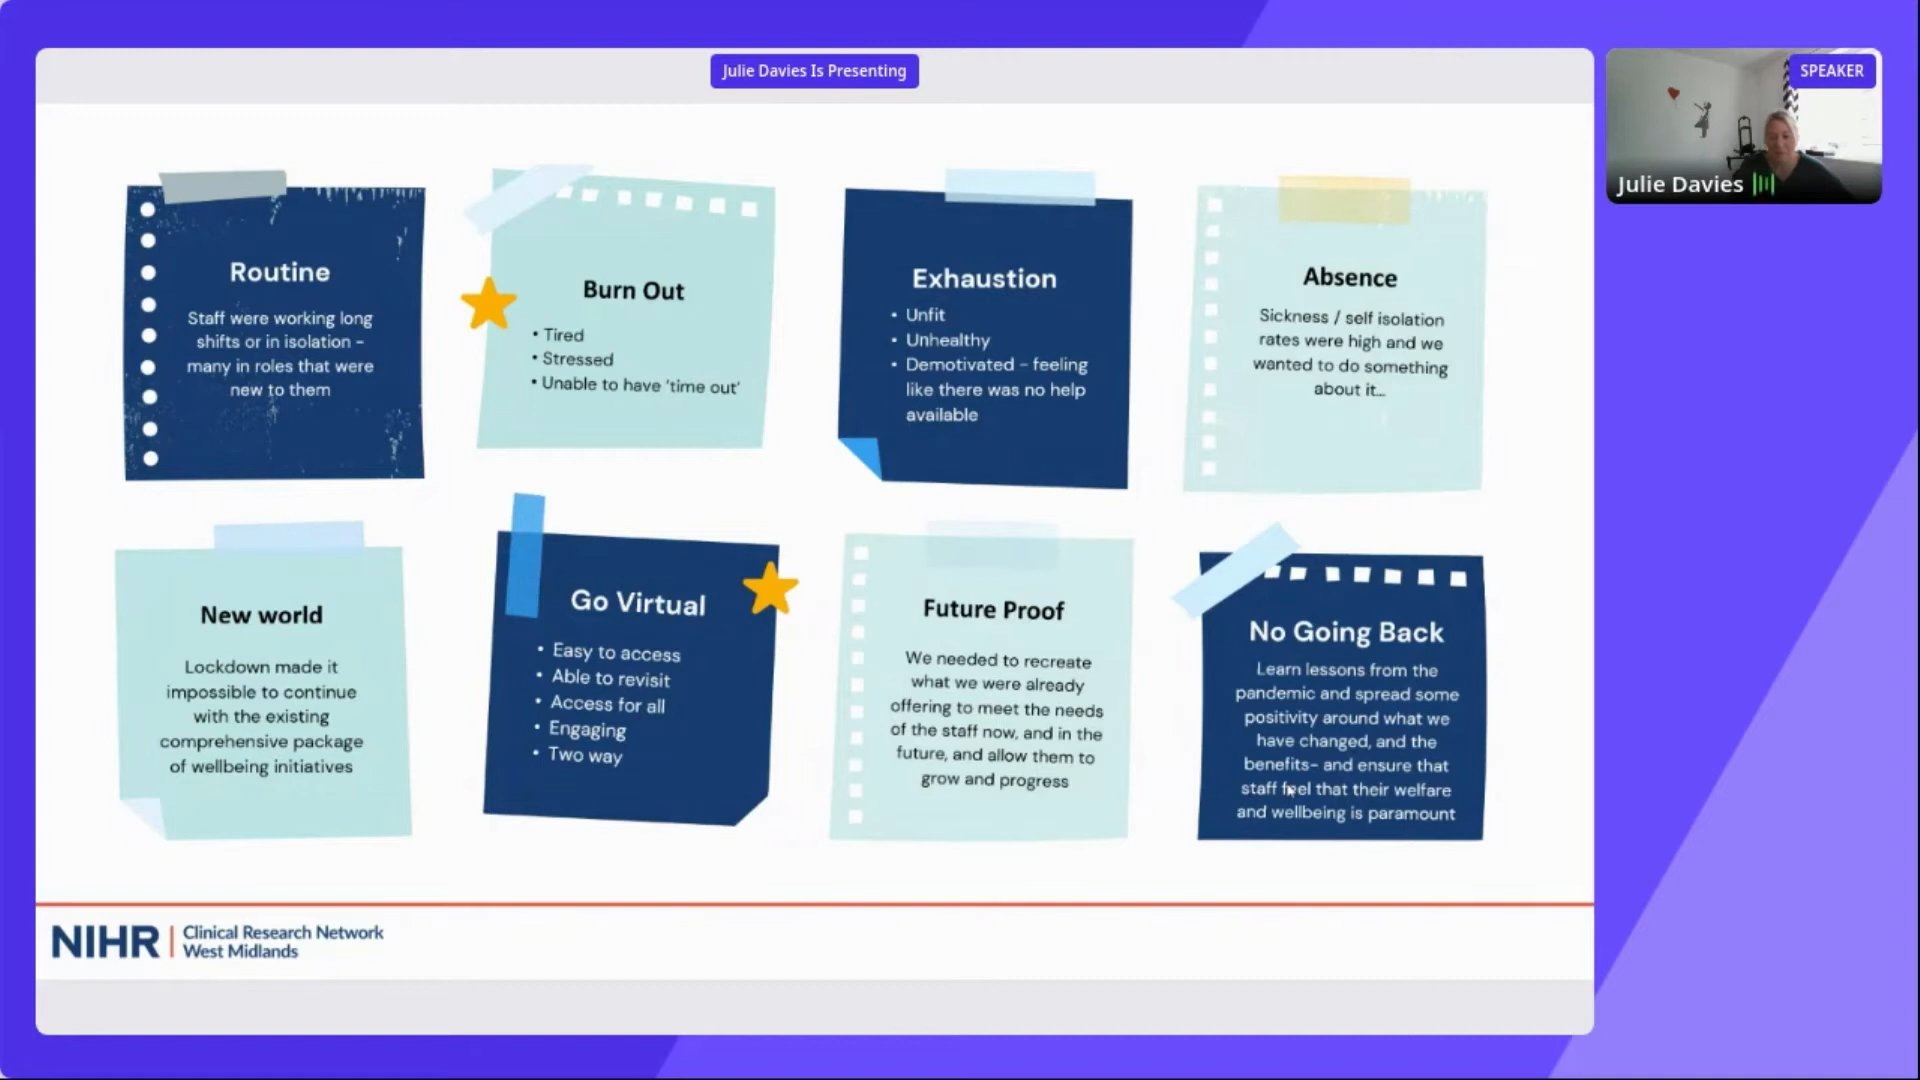 Julie Davies Is Presenting
SPEAKER
Julie Davies
Routine
Staff were working long
shifts or in isolation -
many in roles that were
new to them
Burn Out
• Tired
• Stressed
• Unable to have 'time out'
Exhaustion
• Unfit
• Unhealthy
• Demotivated - feeling
like there was no help
available
Absence
Sickness / self isolation
rates were high and we
wanted to do something
about it...
New world
Lockdown made it
impossible to continue
with the existing
comprehensive package
of wellbeing initiatives
Go Virtual
• Easy to access
• Able to revisit
• Access for all
• Engaging
• Two way
Future Proof
We needed to recreate
what we were already
offering to meet the needs
of the staff now, and in the
future, and allow them to
grow and progress
No Going Back
Learn lessons from the
pandemic and spread some
positivity around what we
have changed, and the
benefits- and ensure that
staff feel that their welfare
and wellbeing is paramount
NIHR | Clinical Research Network
West Midlands